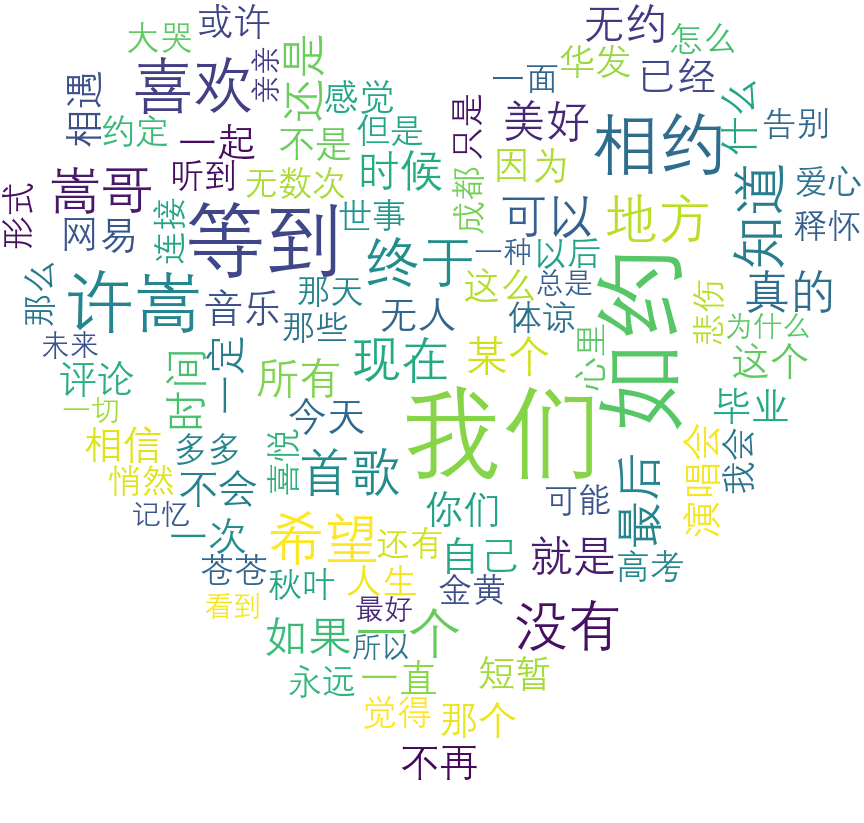 无约
或许
大哭
怎么
还是
华发
亲亲
喜欢
一面
已经
相遇
感觉
什么
美好
只是
告别
约定
但是
相约
一起
不是
因为
时候
听到
爱心
无数次
嵩哥
知道
成都
形式
世事
可以
地方
释怀
连接
网易
等到
终于
一种
以后
那么
那天
这么
总是
真的
许嵩
音乐
如约
悲伤
无人
体谅
那些
为什么
未来
心里
一定
现在
某个
这个
评论
时间
所有
一切
毕业
今天
我们
相信
多多
喜悦
演唱会
我会
首歌
悄然
不会
最后
可能
记忆
你们
一次
希望
还有
自己
就是
苍苍
秋叶
人生
金黄
高考
看到
最好
没有
如果
一个
所以
永远
一直
短暂
觉得
那个
不再